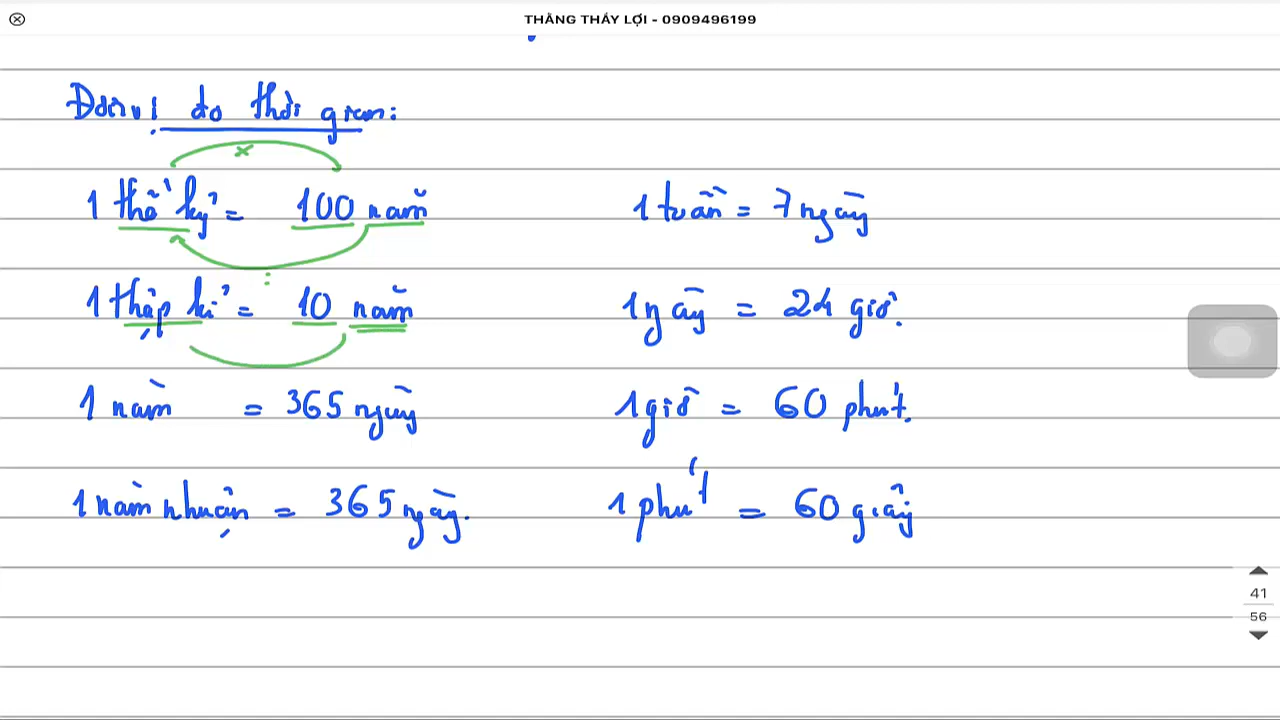 THẦNG THẦY LỢI - 0909496199
Đơn vị đo thời gian:
×
1 thế kỷ = 100 năm
:
1 thập kỉ = 10 năm
1 năm = 365 ngày
1 năm nhuận = 365 ngày.
1 tuần = 7 ngày
1 ngày = 24 giờ.
1 giờ = 60 phút.
1 phút = 60 giây
41
56